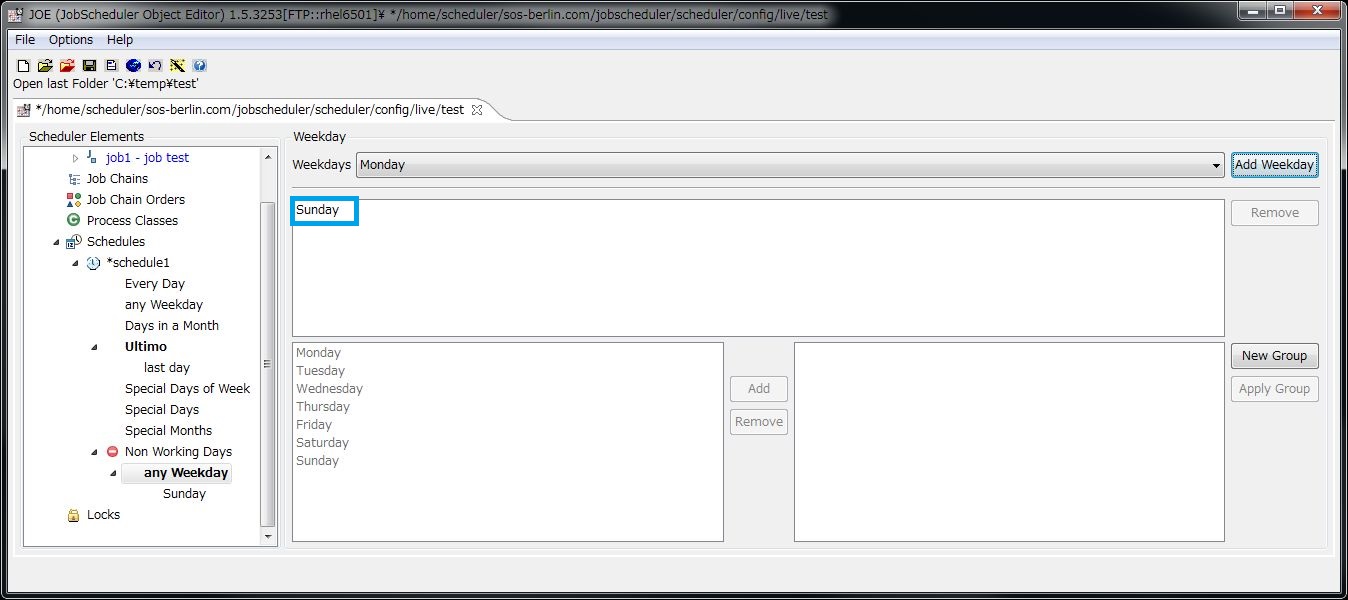 JOE (JobScheduler Object Editor) 1.5.3253[FTP::rhel6501]¥ */home/scheduler/sos-berlin.com/jobscheduler/scheduler/config/live/test
File Options Help
Open last Folder 'C:¥temp¥test'
*/home/scheduler/sos-berlin.com/jobscheduler/scheduler/config/live/test
Scheduler Elements
job1 - job test
Job Chains
Job Chain Orders
Process Classes
Schedules
*schedule1
Every Day
any Weekday
Days in a Month
Ultimo
last day
Special Days of Week
Special Days
Special Months
Non Working Days
any Weekday
Sunday
Locks
Weekday
Weekdays Monday Add Weekday
Sunday
Remove
Monday
Tuesday
Wednesday
Thursday
Friday
Saturday
Sunday
Add
Remove
New Group
Apply Group